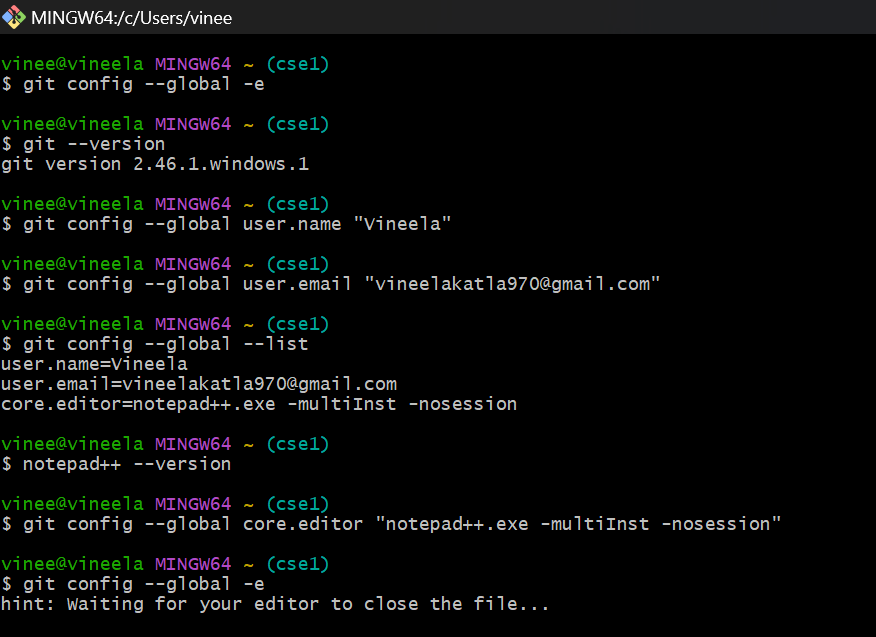 MINGW64:/c/Users/vinee
vinee@vineela MINGW64 ~ (cse1)
$ git config --global -e
vinee@vineela MINGW64 ~ (cse1)
$ git --version
git version 2.46.1.windows.1
vinee@vineela MINGW64 ~ (cse1)
$ git config --global user.name "Vineela"
vinee@vineela MINGW64 ~ (cse1)
$ git config --global user.email "vineelakatla970@gmail.com"
vinee@vineela MINGW64 ~ (cse1)
$ git config --global --list
user.name=Vineela
user.email=vineelakatla970@gmail.com
core.editor=notepad++.exe -multiInst -nosession
vinee@vineela MINGW64 ~ (cse1)
$ notepad++ --version
vinee@vineela MINGW64 ~ (cse1)
$ git config --global core.editor "notepad++.exe -multiInst -nosession"
vinee@vineela MINGW64 ~ (cse1)
$ git config --global -e
hint: Waiting for your editor to close the file...